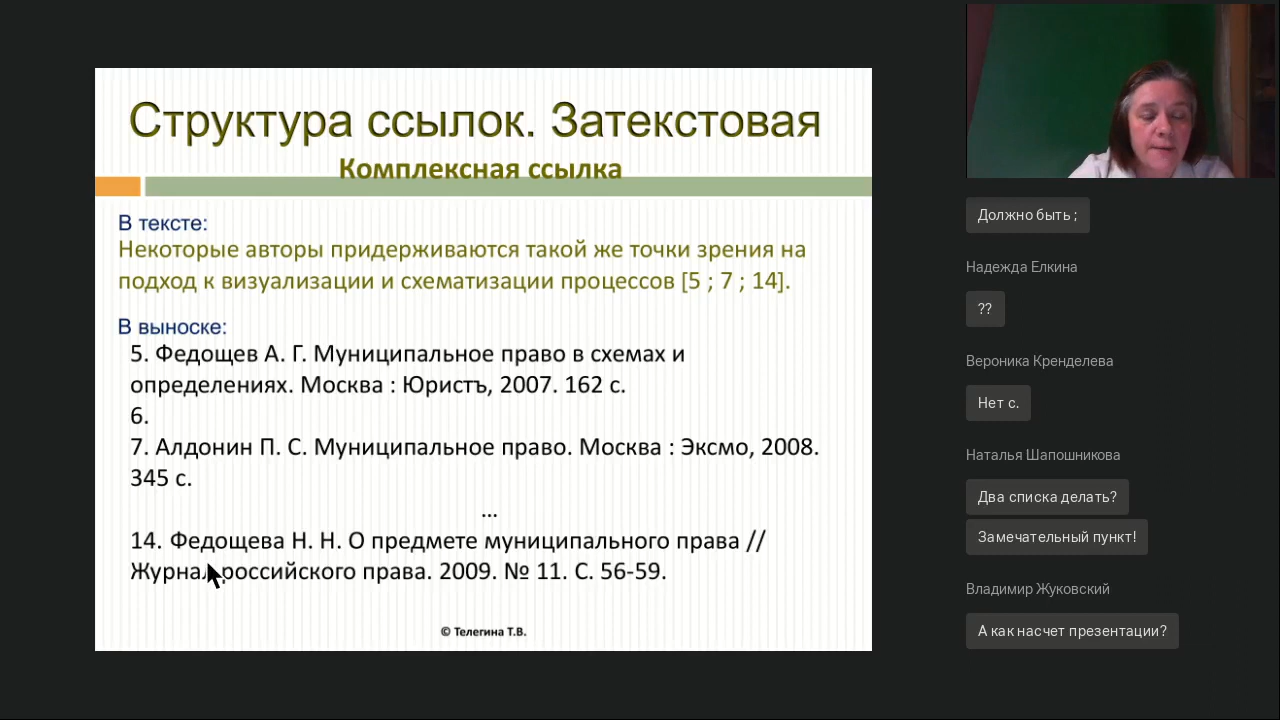 Структура ссылок. Затекстовая
Комплексная ссылка
В тексте:
Некоторые авторы придерживаются такой же точки зрения на
подход к визуализации и схематизации процессов [5 ; 7 ; 14].
В выноске:
5. Федощев А. Г. Муниципальное право в схемах и
определениях. Москва : Юристъ, 2007. 162 с.
6.
7. Алдонин П. С. Муниципальное право. Москва : Эксмо, 2008.
345 с.
...
14. Федощева Н. Н. О предмете муниципального права //
Журнал российского права. 2009. № 11. С. 56-59.
© Телегина Т.В.
Должно быть ;
Надежда Елкина
??
Вероника Кренделева
Нет с.
Наталья Шапошникова
Два списка делать?
Замечательный пункт!
Владимир Жуковский
А как насчет презентации?